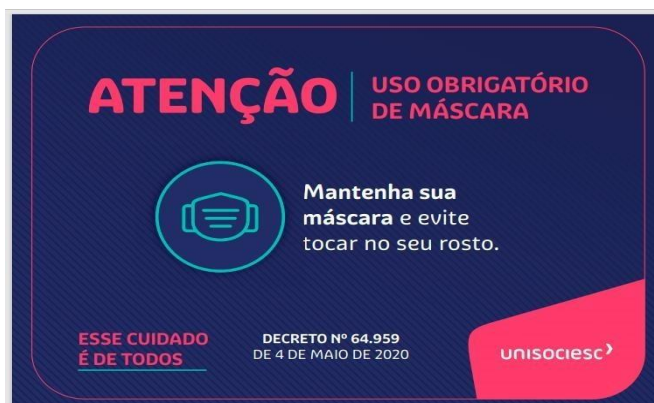 ATENÇÃO
USO OBRIGATÓRIO
DE MÁSCARA
Mantenha sua
máscara e evite
tocar no seu rosto.
ESSE CUIDADO
É DE TODOS
DECRETO Nº 64.959
DE 4 DE MAIO DE 2020
unisociesc